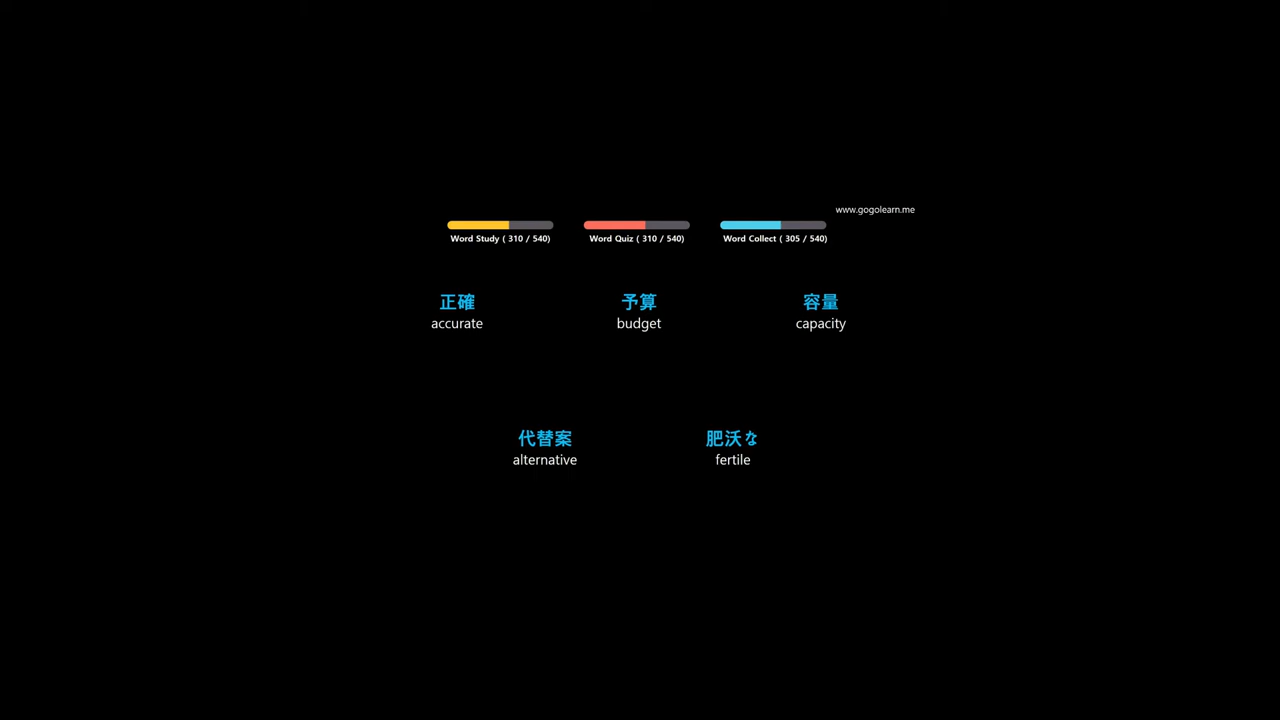 www.gogolearn.me
Word Study ( 310 / 540)
Word Quiz ( 310 / 540)
Word Collect ( 305 / 540)
正確
accurate
予算
budget
容量
capacity
代替案
alternative
肥沃な
fertile